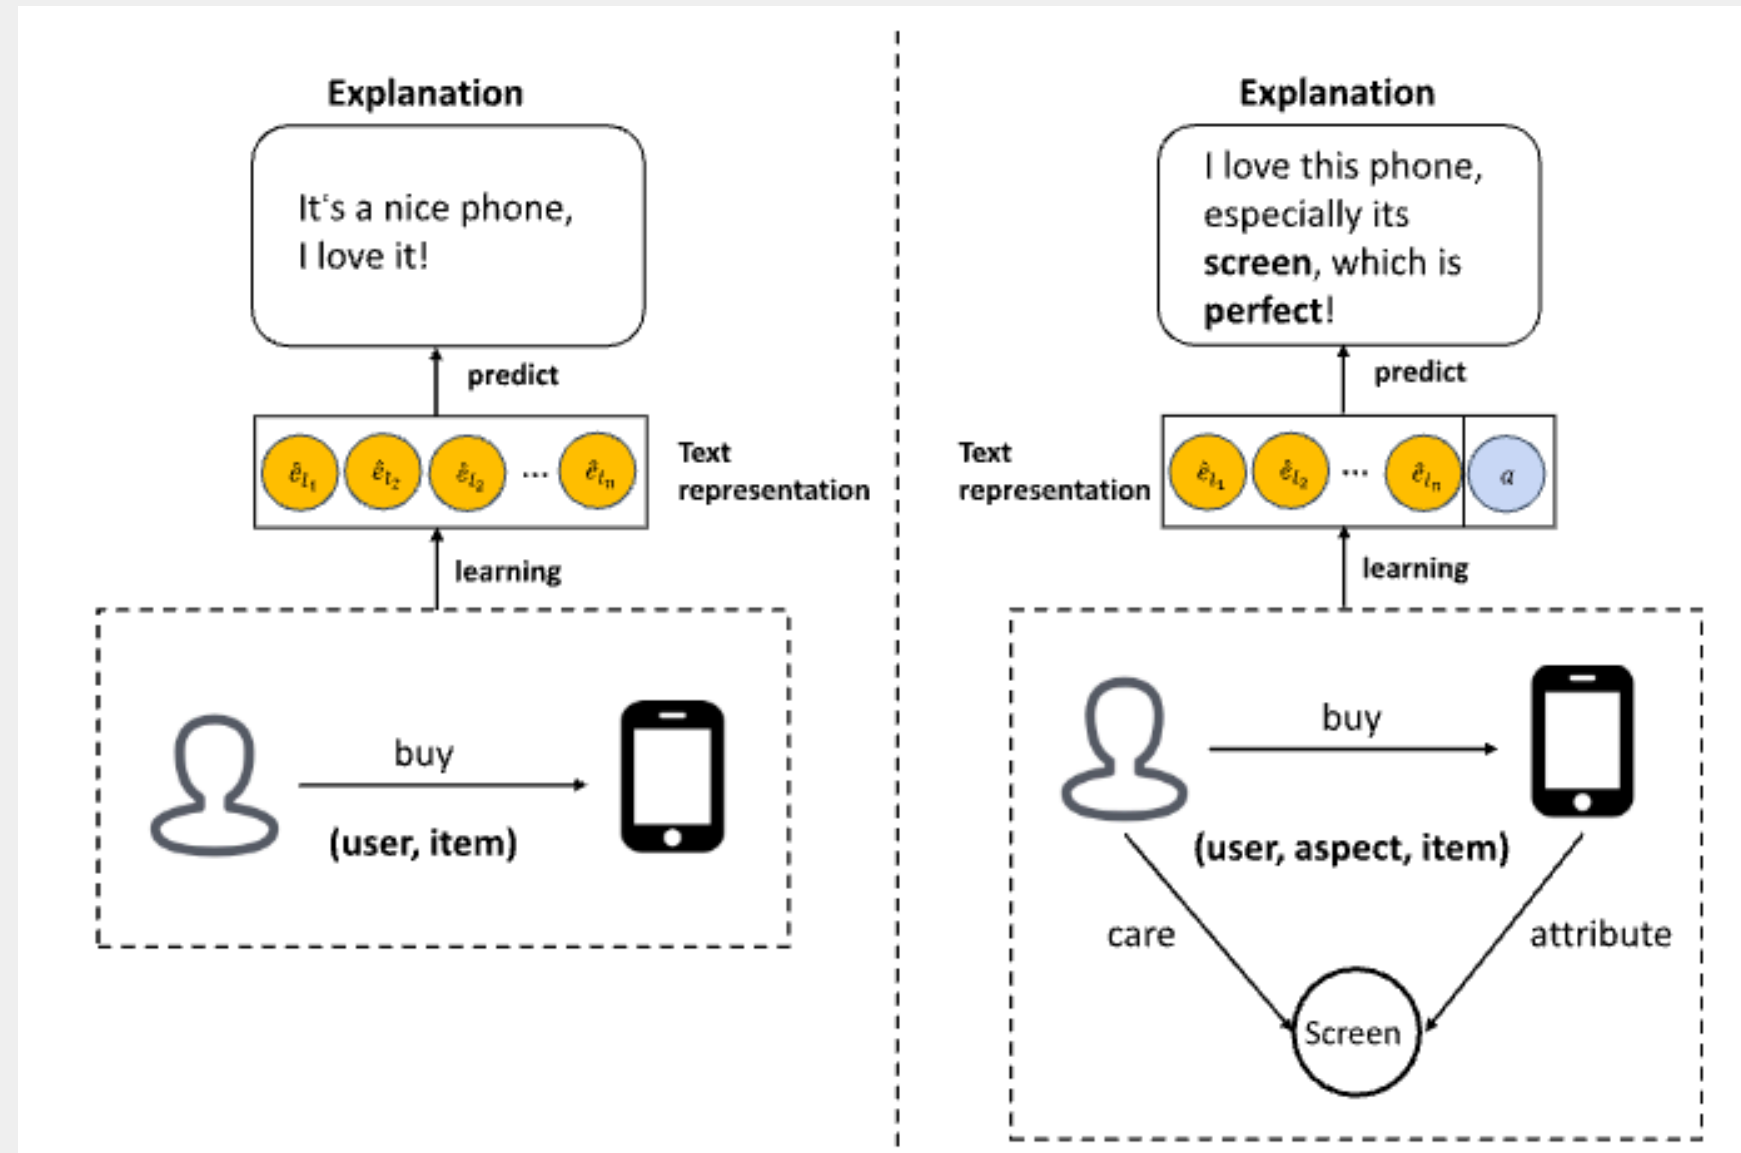 Explanation
It's a nice phone,
I love it!
predict
Text
representation
learning
buy
(user, item)
Explanation
I love this phone,
especially its
screen, which is
perfect!
predict
Text
representation
a
learning
buy
(user, aspect, item)
care
attribute
Screen